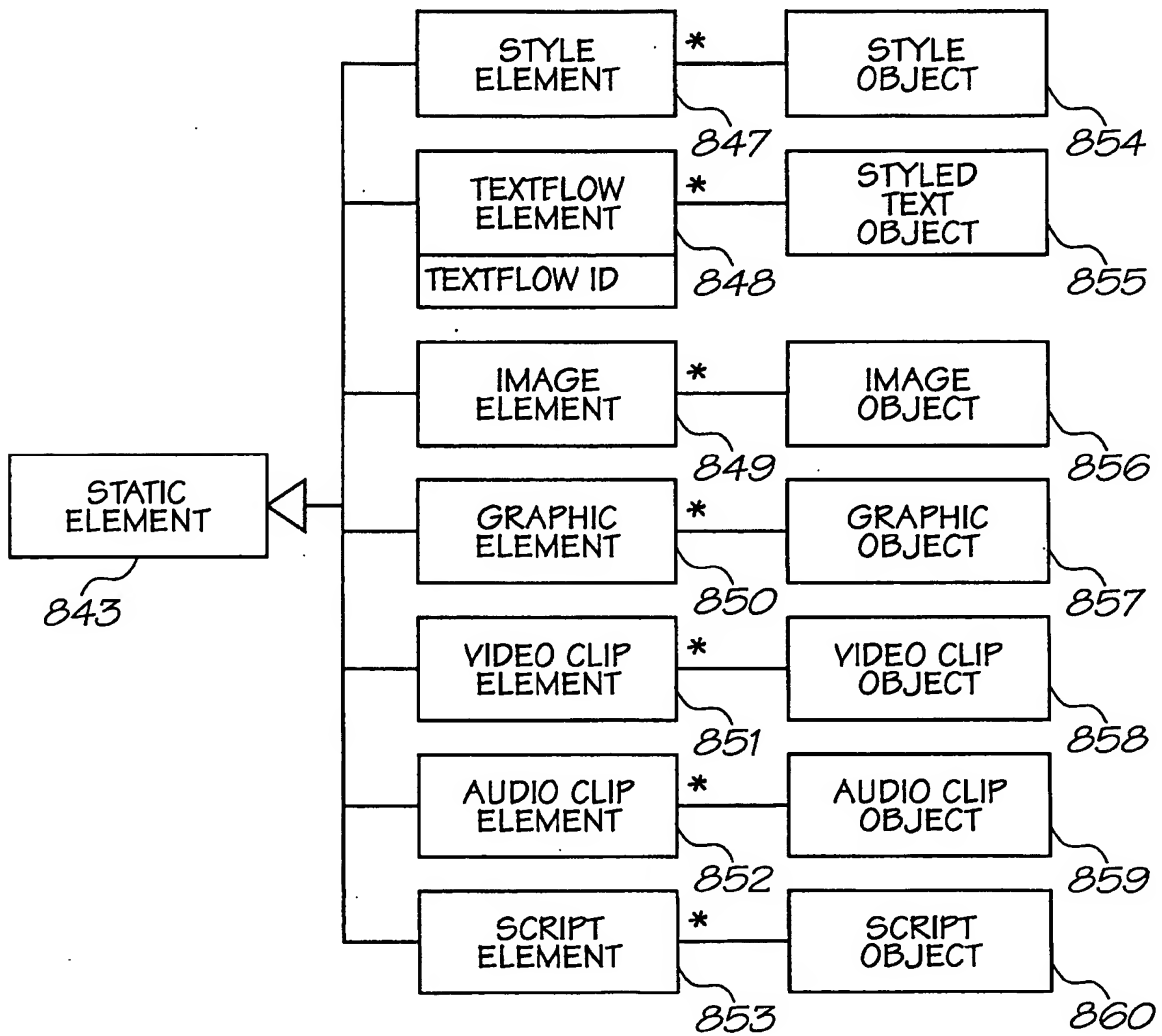 STYLE
ELEMENT
*
STYLE
OBJECT
847
854
TEXTFLOW
ELEMENT
TEXTFLOW ID
*
STYLED
TEXT
OBJECT
848
855
IMAGE
ELEMENT
*
IMAGE
OBJECT
849
856
STATIC
ELEMENT
843
GRAPHIC
ELEMENT
*
GRAPHIC
OBJECT
850
857
VIDEO CLIP
ELEMENT
*
VIDEO CLIP
OBJECT
851
858
AUDIO CLIP
ELEMENT
*
AUDIO CLIP
OBJECT
852
859
SCRIPT
ELEMENT
*
SCRIPT
OBJECT
853
860